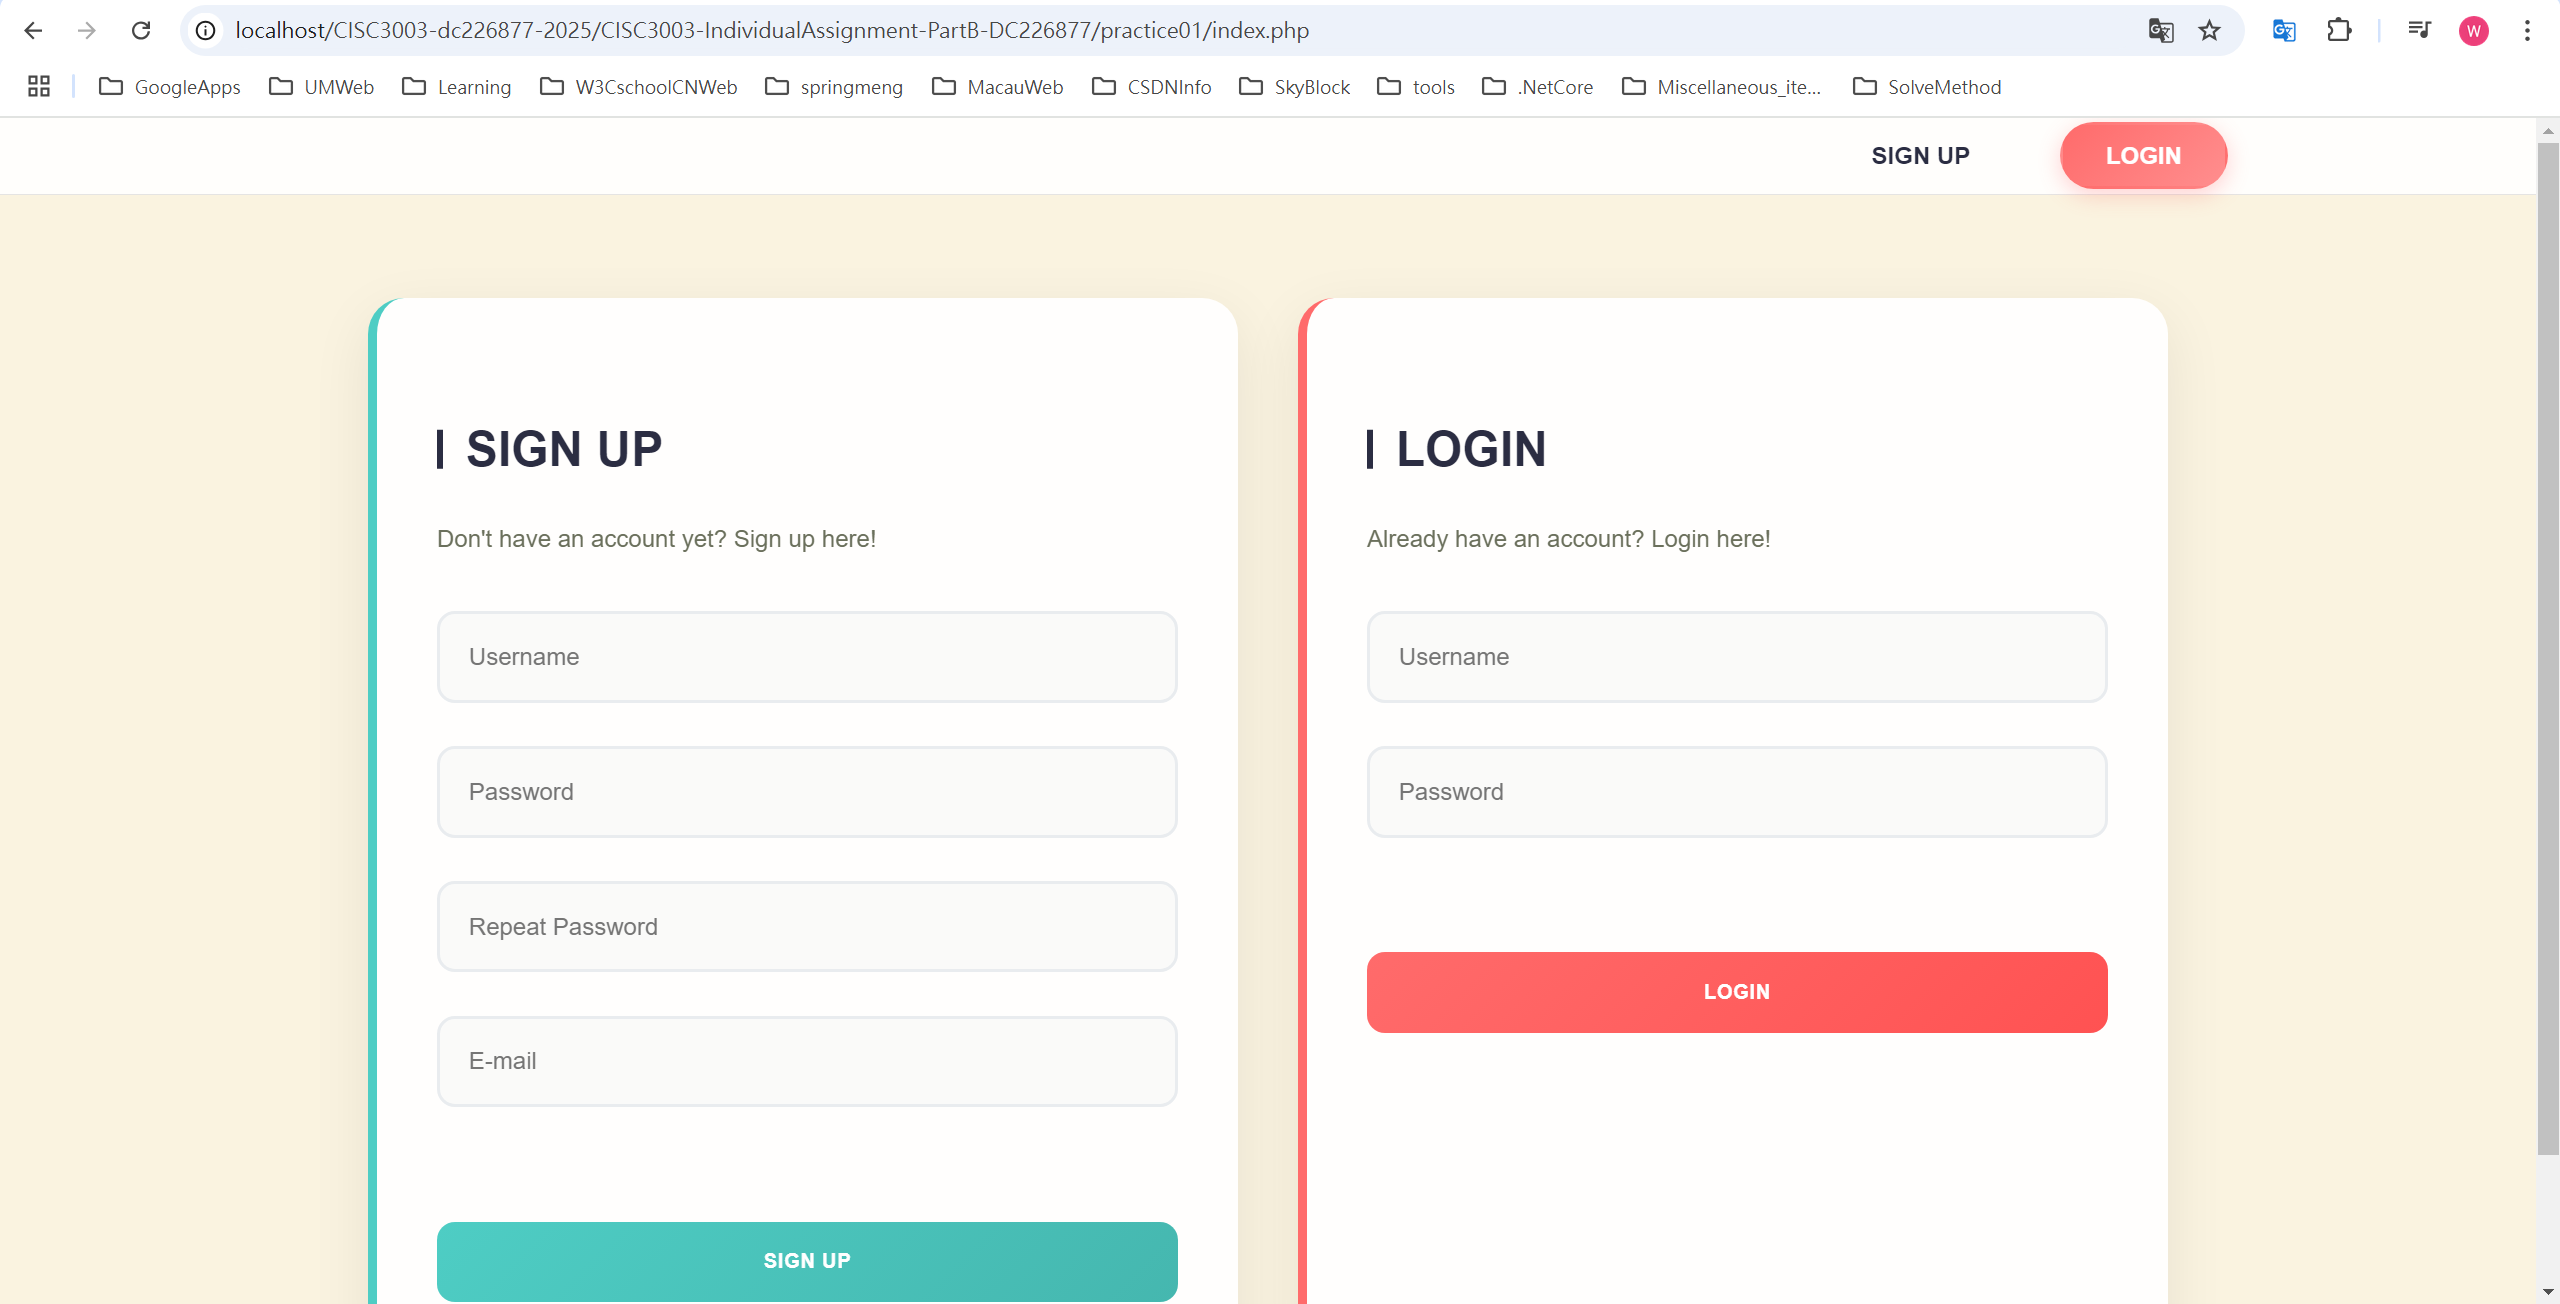 localhost/CISC3003-dc226877-2025/CISC3003-IndividualAssignment-PartB-DC226877/practice01/index.php
W
GoogleApps UMWeb Learning W3CschoolCNWeb springmeng MacauWeb CSDNInfo SkyBlock tools .NetCore Miscellaneous_ite... SolveMethod
SIGN UP LOGIN
SIGN UP
Don't have an account yet? Sign up here!
Username
Password
Repeat Password
E-mail
SIGN UP
LOGIN
Already have an account? Login here!
Username
Password
LOGIN